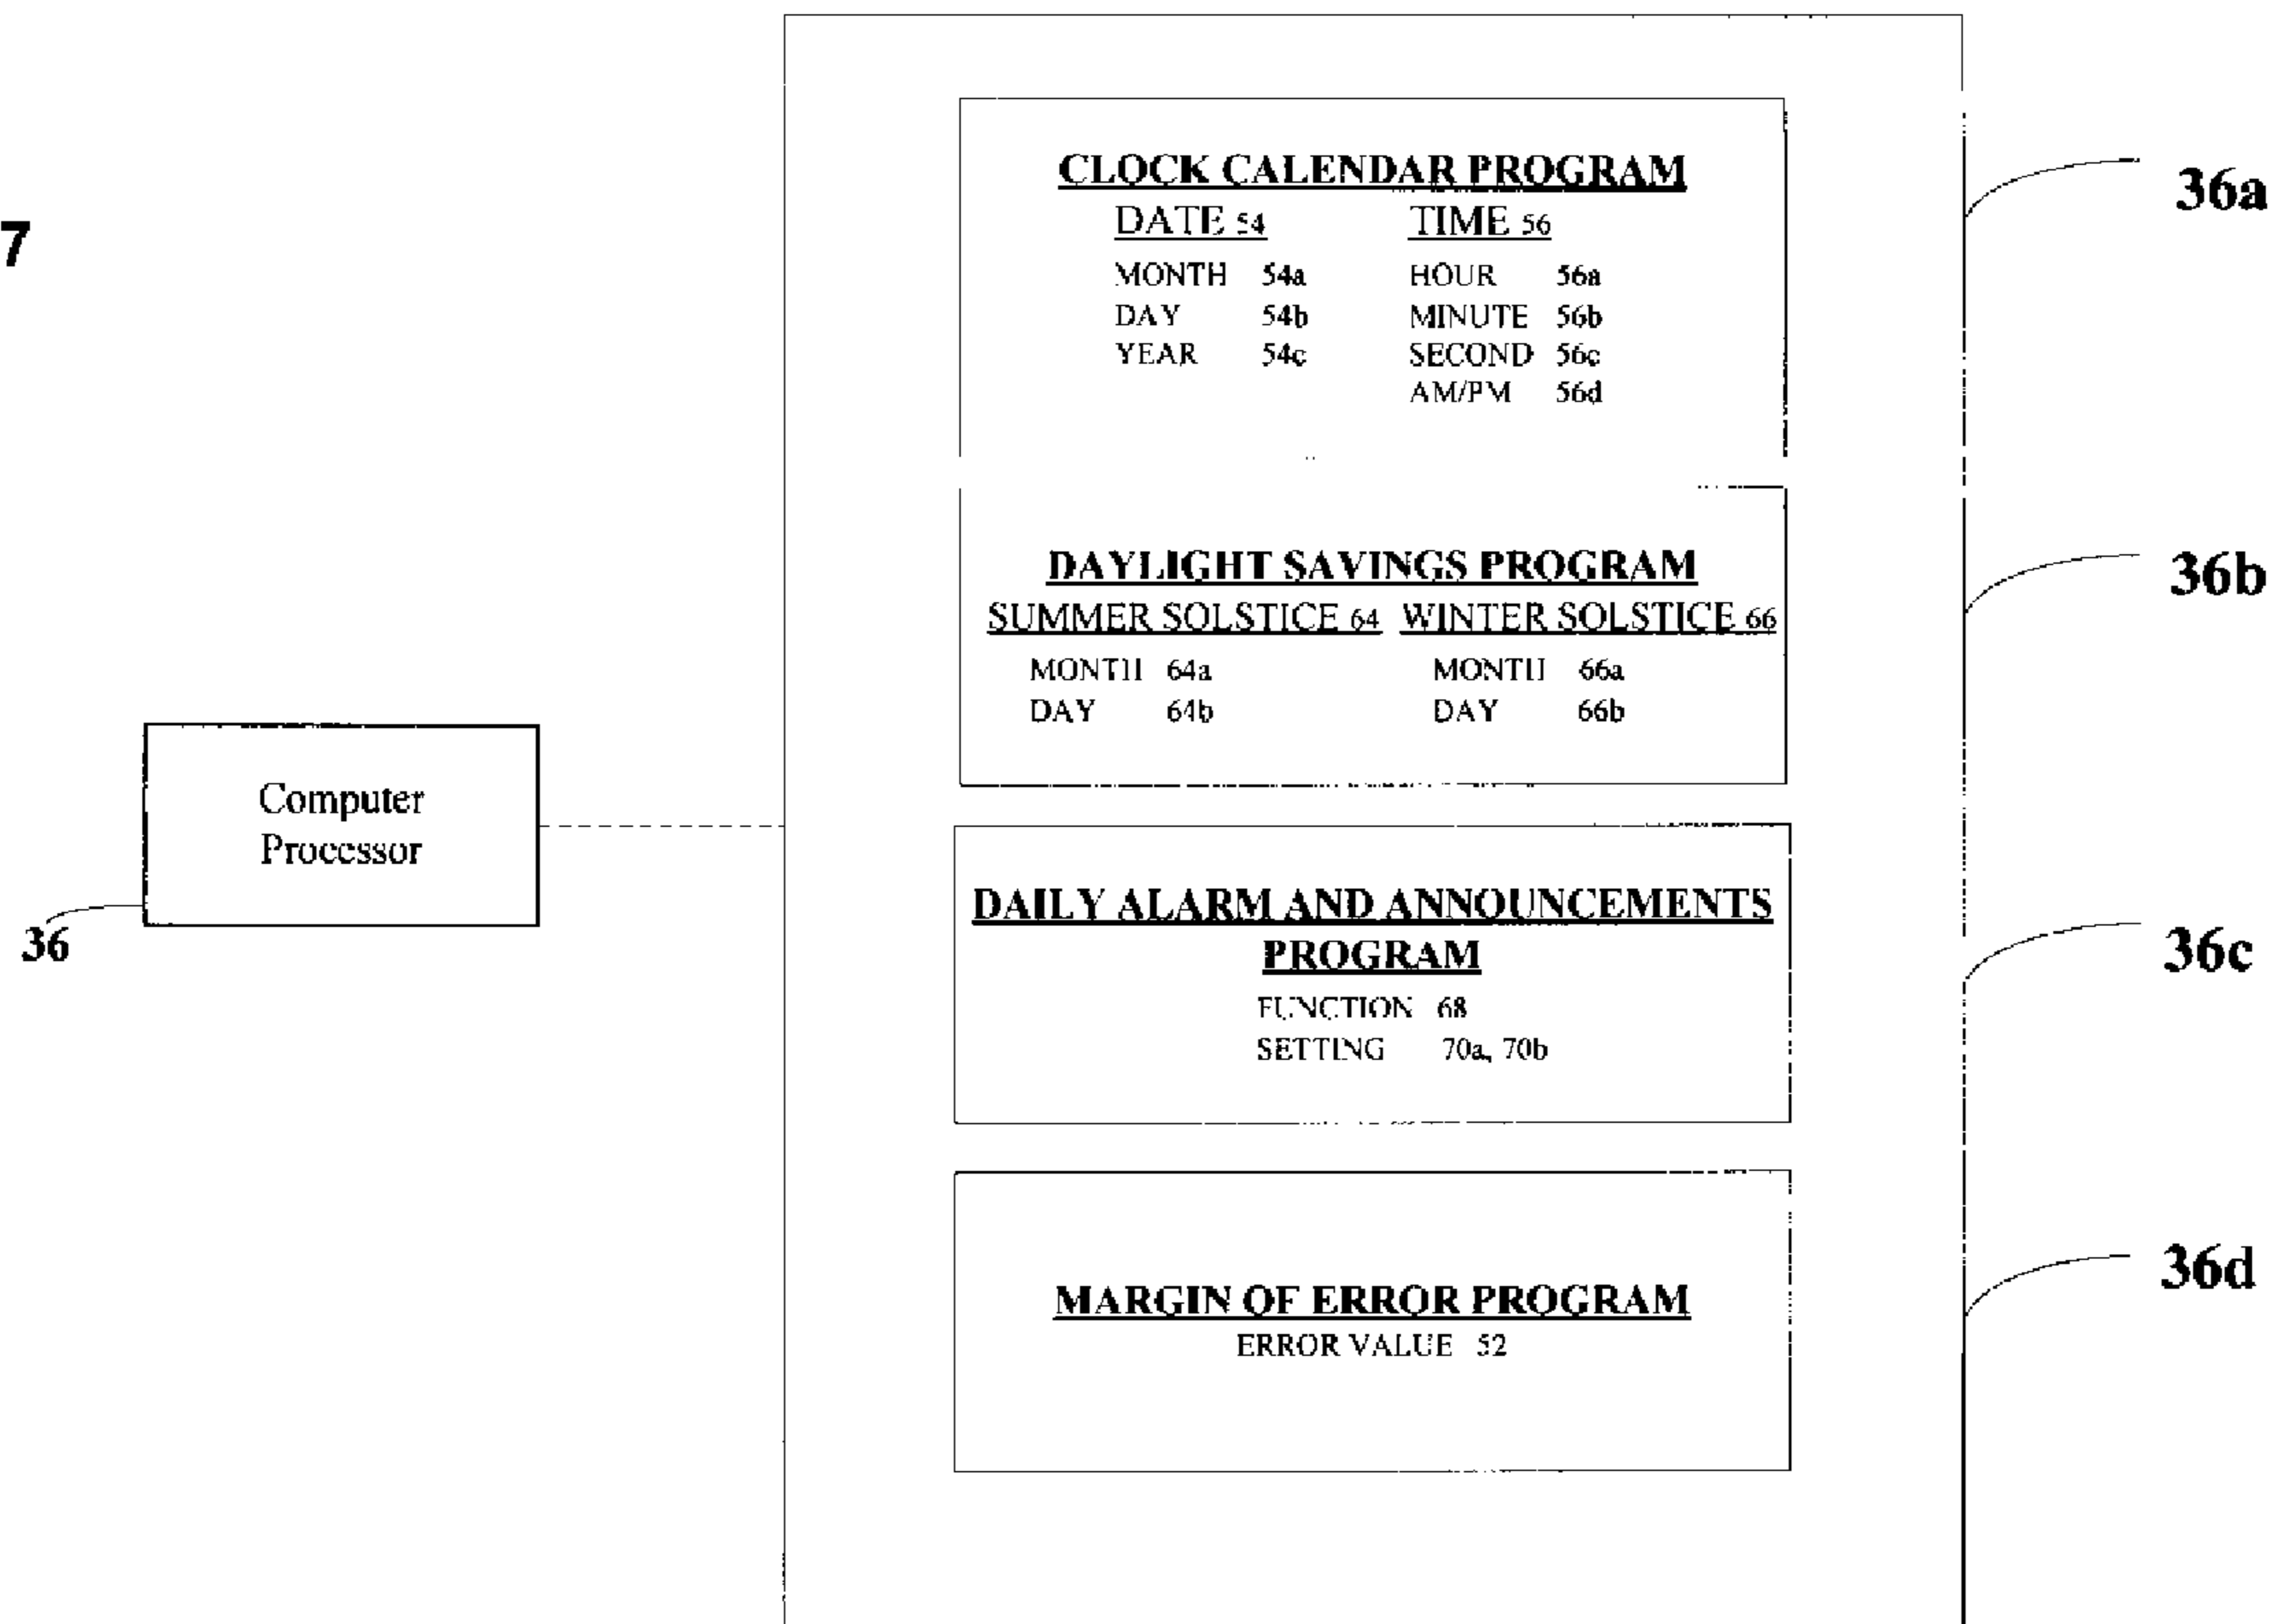 7
CLOCK CALENDAR PROGRAM
36a
DATE 54 TIME 56
MONTH 54a HOUR 56a
DAY 54b MINUTE 56b
YEAR 54c SECOND 56c
AM/PM 56d
DAYLIGHT SAVINGS PROGRAM
36b
SUMMER SOLSTICE 64 WINTER SOLSTICE 66
MONTH 64a MONTH 66a
DAY 64b DAY 66b
Computer
Processor
36
DAILY ALARM AND ANNOUNCEMENTS
PROGRAM
36c
FUNCTION 68
SETTING 70a, 70b
36d
MARGIN OF ERROR PROGRAM
ERROR VALUE 52